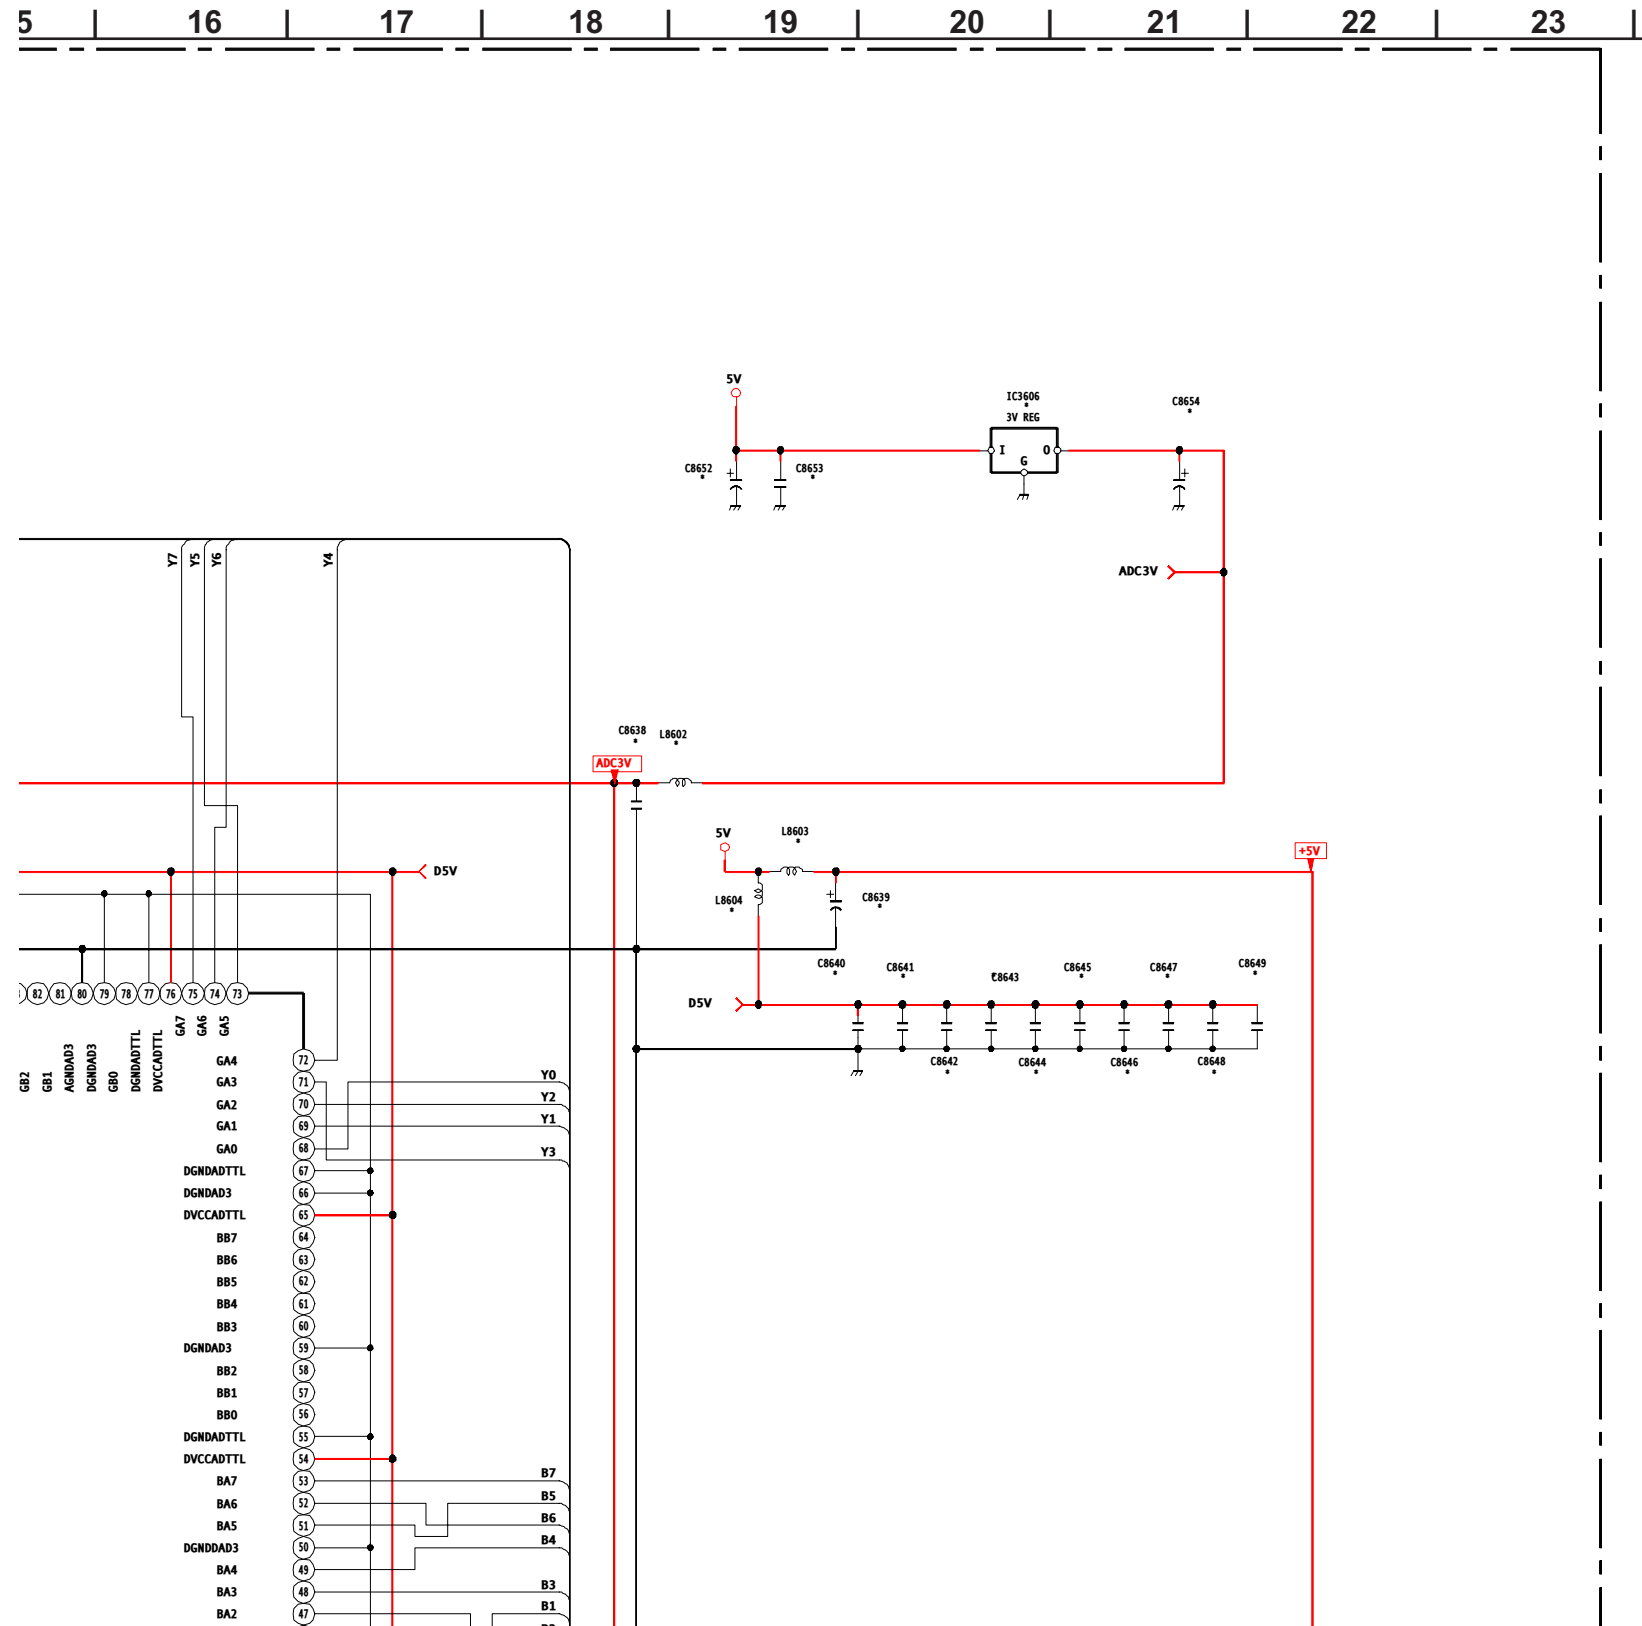 5 16 17 18 19 20 21 22 23
5V
IC3606
*
3V REG
C8654
*
I O
G
C8652
*
+
C8653
*
+
Y7 Y5 Y6 Y4
ADC3V
C8638
*
L8602
*
ADC3V
5V
L8603
*
+5V
D5V
L8604
*
+
C8639
*
C8640
*
C8641
*
C8643
*
C8645
*
C8647
*
C8649
*
D5V
82 81 80 79 78 77 76 75 74 73
GB2 GB1 AGNDAD3 DGNDAD3 GB0 DGNDADTTL DVCCADTTL GA7 GA6 GA5
C8642
*
C8644
*
C8646
*
C8648
*
GA4 72
GA3 71 Y0
GA2 70 Y2
GA1 69 Y1
GA0 68 Y3
DGNDADTTL 67
DGNDAD3 66
DVCCADTTL 65
BB7 64
BB6 63
BB5 62
BB4 61
BB3 60
DGNDAD3 59
BB2 58
BB1 57
BB0 56
DGNDADTTL 55
DVCCADTTL 54
BA7 53 B7
BA6 52 B5
BA5 51 B6
DGNDDAD3 50 B4
BA4 49
BA3 48 B3
BA2 47 B1